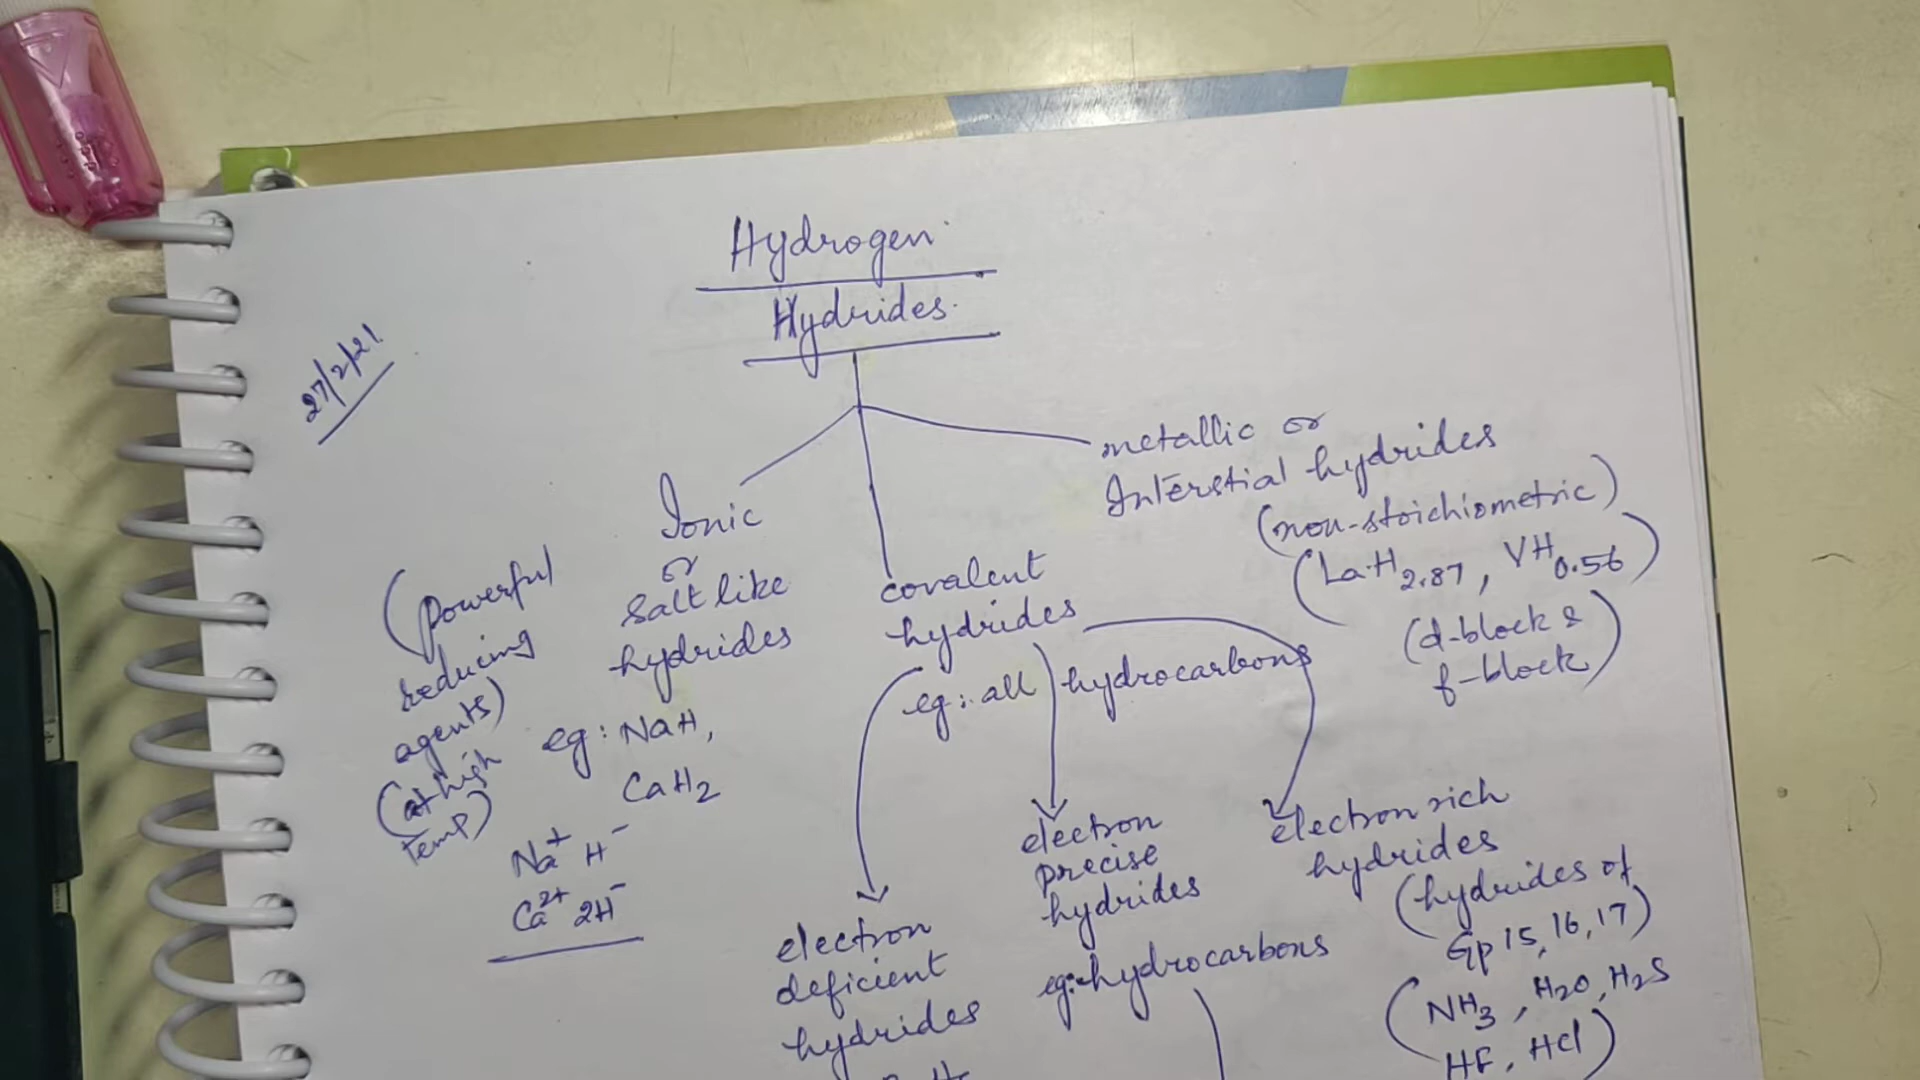 Hydrogen
Hydrides.
27/2/21.
Ionic
or
Salt like
hydrides
(powerful
reducing
agents)
(at high
temp)
eg: NaH,
CaH2
Na+ H-
Ca2+ 2H-
covalent
hydrides
eg: all hydrocarbons
metallic or
Interstial hydrides
(non-stoichiometric)
(LaH2.87, VH0.56)
(d-block &
f-block)
electron
deficient
hydrides
electron
precise
hydrides
eg: hydrocarbons
electron rich
hydrides
(hydrides of
Gp 15, 16, 17)
(NH3, H2O, H2S
HF, HCl)